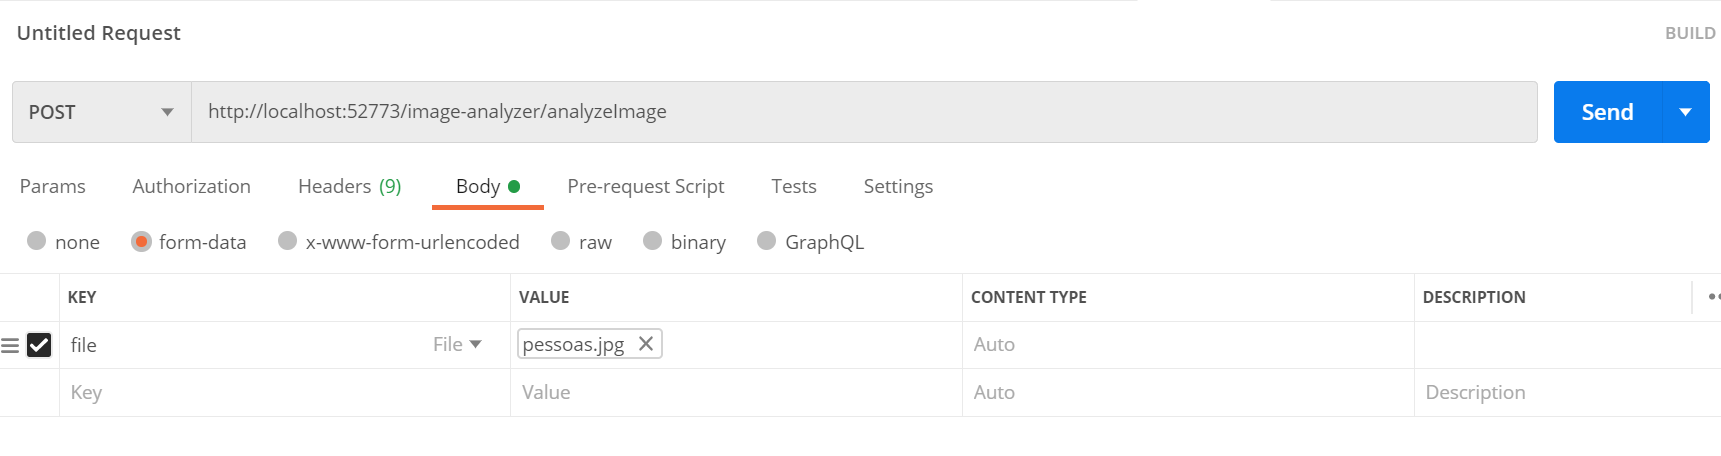 Untitled Request BUILD
POST http://localhost:52773/image-analyzer/analyzeImage Send
Params Authorization Headers (9) Body Pre-request Script Tests Settings
none form-data x-www-form-urlencoded raw binary GraphQL
KEY VALUE CONTENT TYPE DESCRIPTION
file File pessoas.jpg Auto
Key Value Auto Description